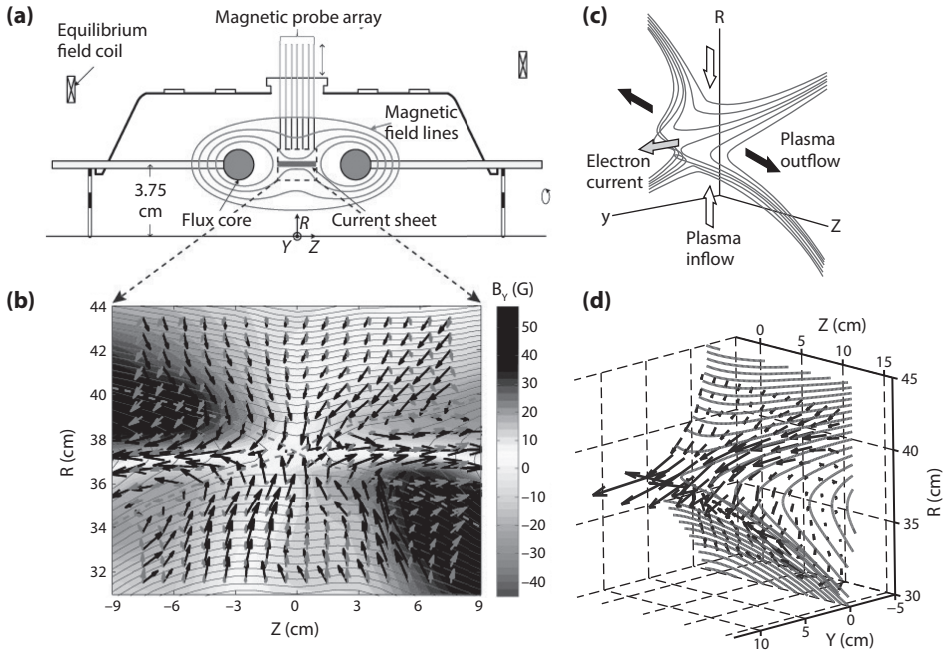 (a)
Magnetic probe array
Equilibrium
field coil
Magnetic
field lines
3.75
cm
Flux core
R
Current sheet
Y
Z
(b)
B_Y (G)
44
42
40
38
36
34
32
R (cm)
–9
–6
–3
0
3
6
9
Z (cm)
50
40
30
20
10
0
–10
–20
–30
–40
(c)
R
Electron
current
Plasma
outflow
y
Z
Plasma
inflow
(d)
Z (cm)
0
5
10
15
45
40
35
30
R (cm)
10
5
0
–5
Y (cm)